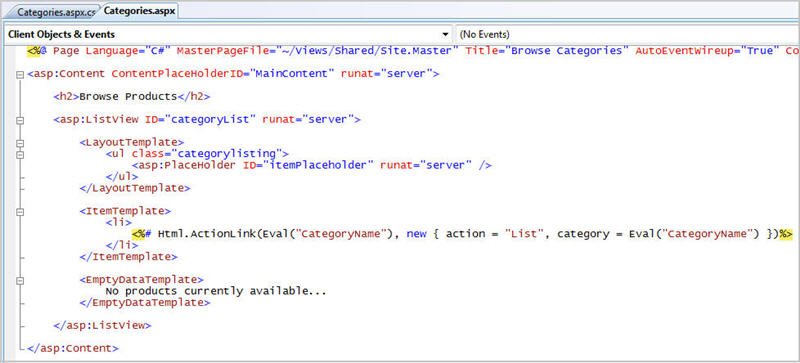 Categories.aspx.cs
Categories.aspx
Client Objects & Events
(No Events)
<%@ Page Language="C#" MasterPageFile="~/Views/Shared/Site.Master" Title="Browse Categories" AutoEventWireup="True" Co
<asp:Content ContentPlaceHolderID="MainContent" runat="server">
<h2>Browse Products</h2>
<asp:ListView ID="categoryList" runat="server">
<LayoutTemplate>
<ul class="categorylisting">
<asp:PlaceHolder ID="itemPlaceholder" runat="server" />
</ul>
</LayoutTemplate>
<ItemTemplate>
<li>
<%# Html.ActionLink(Eval("CategoryName"), new { action = "List", category = Eval("CategoryName") })%>
</li>
</ItemTemplate>
<EmptyDataTemplate>
No products currently available...
</EmptyDataTemplate>
</asp:ListView>
</asp:Content>